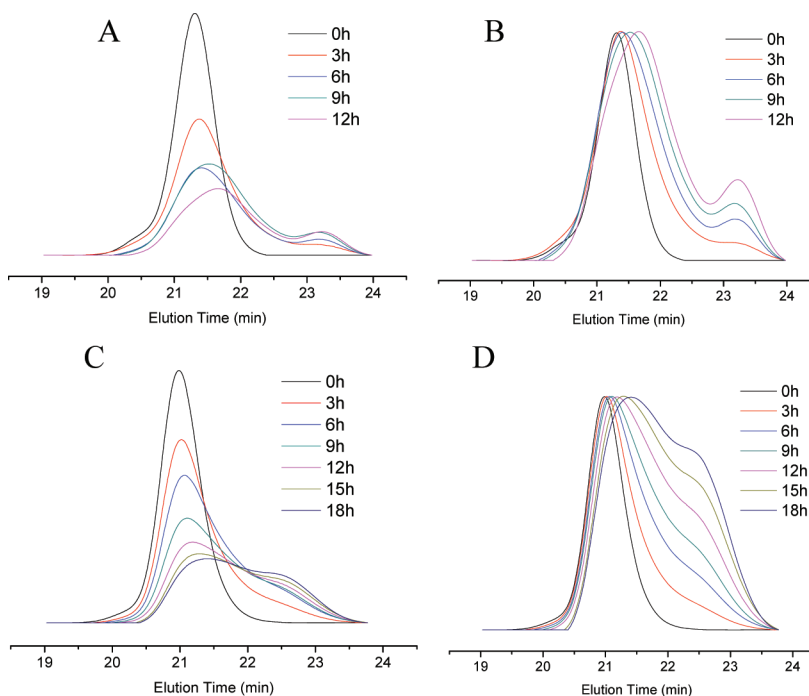 A
0h
3h
6h
9h
12h
19 20 21 22 23 24
Elution Time (min)
B
0h
3h
6h
9h
12h
19 20 21 22 23 24
Elution Time (min)
C
0h
3h
6h
9h
12h
15h
18h
19 20 21 22 23 24
Elution Time (min)
D
0h
3h
6h
9h
12h
15h
18h
19 20 21 22 23 24
Elution Time (min)